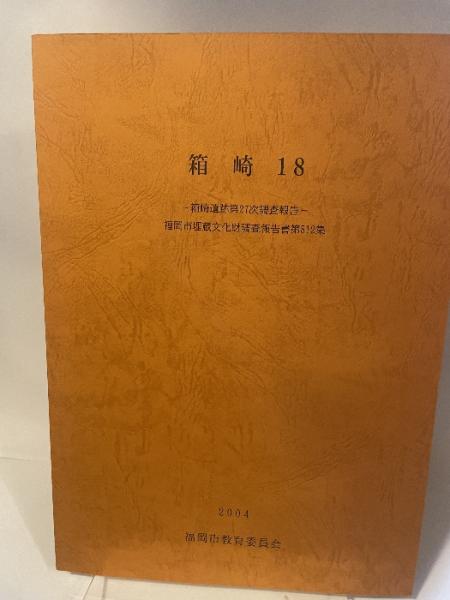 箱崎 18
－箱崎遺跡第27次調査報告－
福岡市埋蔵文化財調査報告書第812集
2004
福岡市教育委員会